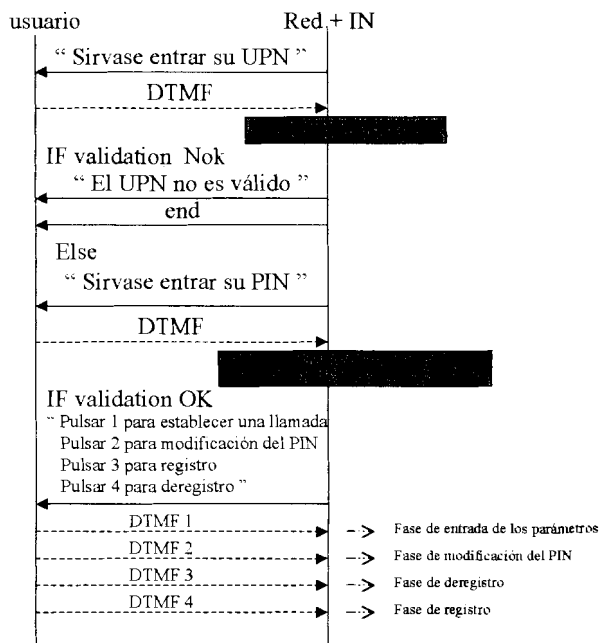 usuario Red + IN
“ Sirvase entrar su UPN ”
DTMF
IF validation Nok
“ El UPN no es válido ”
end
Else
“ Sirvase entrar su PIN ”
DTMF
IF validation OK
“ Pulsar 1 para establecer una llamada
Pulsar 2 para modificación del PIN
Pulsar 3 para registro
Pulsar 4 para deregistro ”
DTMF 1 Fase de entrada de los parámetros
DTMF 2 Fase de modificación del PIN
DTMF 3 Fase de deregistro
DTMF 4 Fase de registro